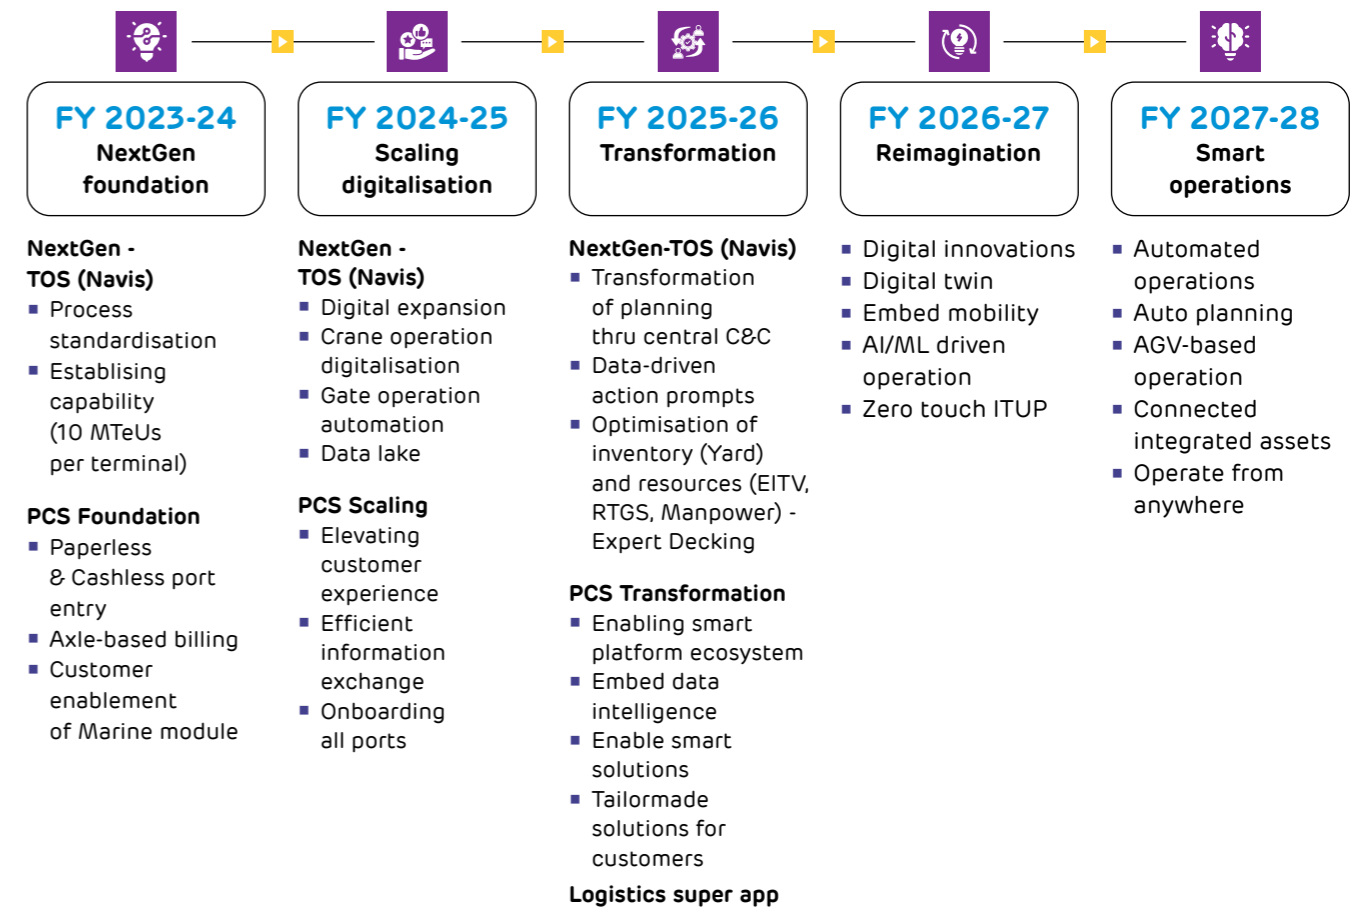 FY 2023-24
NextGen
foundation
NextGen -
TOS (Navis)
Process
standardisation
Establising
capability
(10 MTeUs
per terminal)
PCS Foundation
Paperless
& Cashless port
entry
Axle-based billing
Customer
enablement
of Marine module
FY 2024-25
Scaling
digitalisation
NextGen -
TOS (Navis)
Digital expansion
Crane operation
digitalisation
Gate operation
automation
Data lake
PCS Scaling
Elevating
customer
experience
Efficient
information
exchange
Onboarding
all ports
FY 2025-26
Transformation
NextGen-TOS (Navis)
Transformation
of planning
thru central C&C
Data-driven
action prompts
Optimisation of
inventory (Yard)
and resources (EITV,
RTGS, Manpower) -
Expert Decking
PCS Transformation
Enabling smart
platform ecosystem
Embed data
intelligence
Enable smart
solutions
Tailormade
solutions for
customers
Logistics super app
FY 2026-27
Reimagination
Digital innovations
Digital twin
Embed mobility
AI/ML driven
operation
Zero touch ITUP
FY 2027-28
Smart
operations
Automated
operations
Auto planning
AGV-based
operation
Connected
integrated assets
Operate from
anywhere